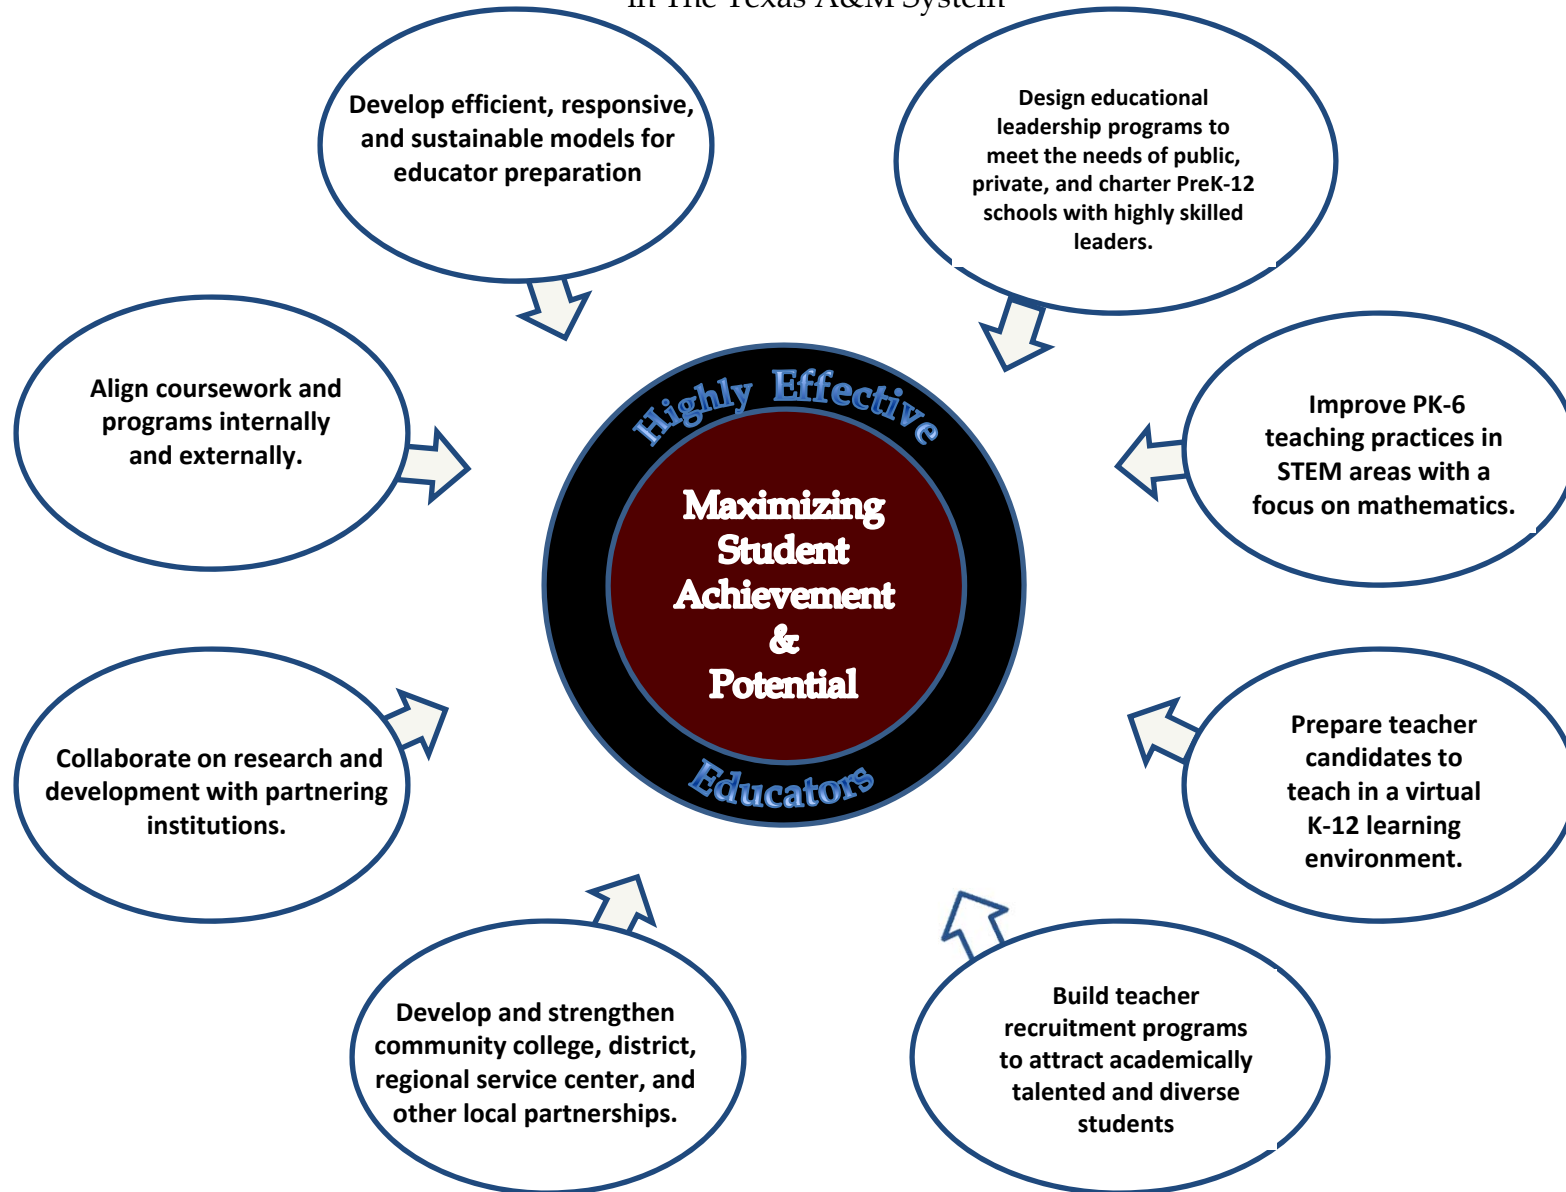 in The Texas A&M System
Develop efficient, responsive,
and sustainable models for
educator preparation
Design educational
leadership programs to
meet the needs of public,
private, and charter PreK-12
schools with highly skilled
leaders.
Align coursework and
programs internally
and externally.
Highly Effective
Improve PK-6
teaching practices in
STEM areas with a
focus on mathematics.
Maximizing
Student
Achievement
&
Potential
Educators
Collaborate on research and
development with partnering
institutions.
Prepare teacher
candidates to
teach in a virtual
K-12 learning
environment.
Develop and strengthen
community college, district,
regional service center, and
other local partnerships.
Build teacher
recruitment programs
to attract academically
talented and diverse
students